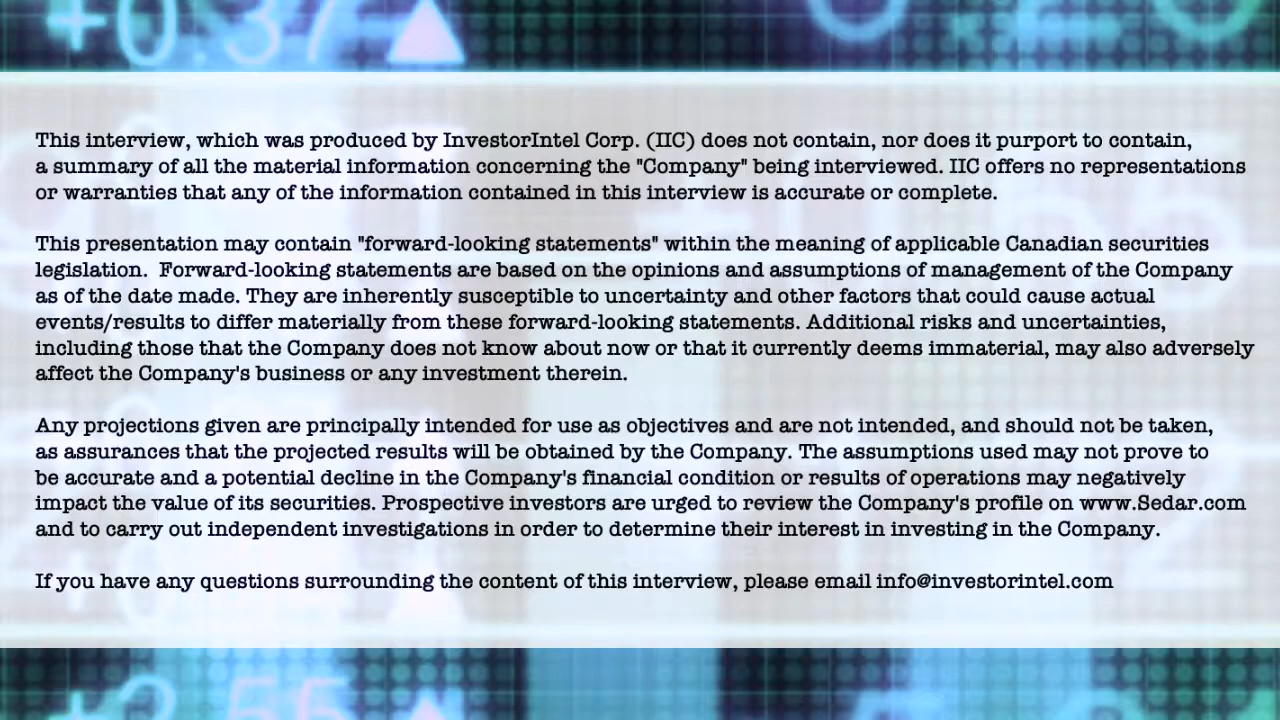 +0.37 ▲
This interview, which was produced by InvestorIntel Corp. (IIC) does not contain, nor does it purport to contain,
a summary of all the material information concerning the "Company" being interviewed. IIC offers no representations
or warranties that any of the information contained in this interview is accurate or complete.
This presentation may contain "forward-looking statements" within the meaning of applicable Canadian securities
legislation.  Forward-looking statements are based on the opinions and assumptions of management of the Company
as of the date made. They are inherently susceptible to uncertainty and other factors that could cause actual
events/results to differ materially from these forward-looking statements. Additional risks and uncertainties,
including those that the Company does not know about now or that it currently deems immaterial, may also adversely
affect the Company's business or any investment therein.
Any projections given are principally intended for use as objectives and are not intended, and should not be taken,
as assurances that the projected results will be obtained by the Company. The assumptions used may not prove to
be accurate and a potential decline in the Company's financial condition or results of operations may negatively
impact the value of its securities. Prospective investors are urged to review the Company's profile on www.Sedar.com
and to carry out independent investigations in order to determine their interest in investing in the Company.
If you have any questions surrounding the content of this interview, please email info@investorintel.com